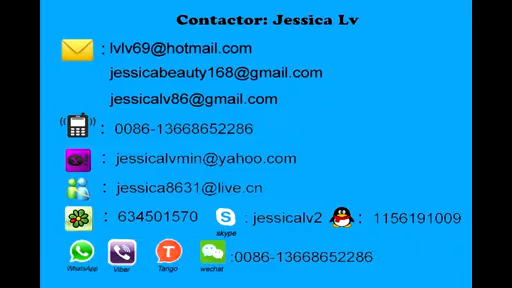 Contactor: Jessica Lv
: lvlv69@hotmail.com
jessicabeauty168@gmail.com
jessicalv86@gmail.com
: 0086-13668652286
: jessicalvmin@yahoo.com
: jessica8631@live.cn
: 634501570 : jessicalv2 : 1156191009
skype
:0086-13668652286
WhatsApp Viber Tango wechat